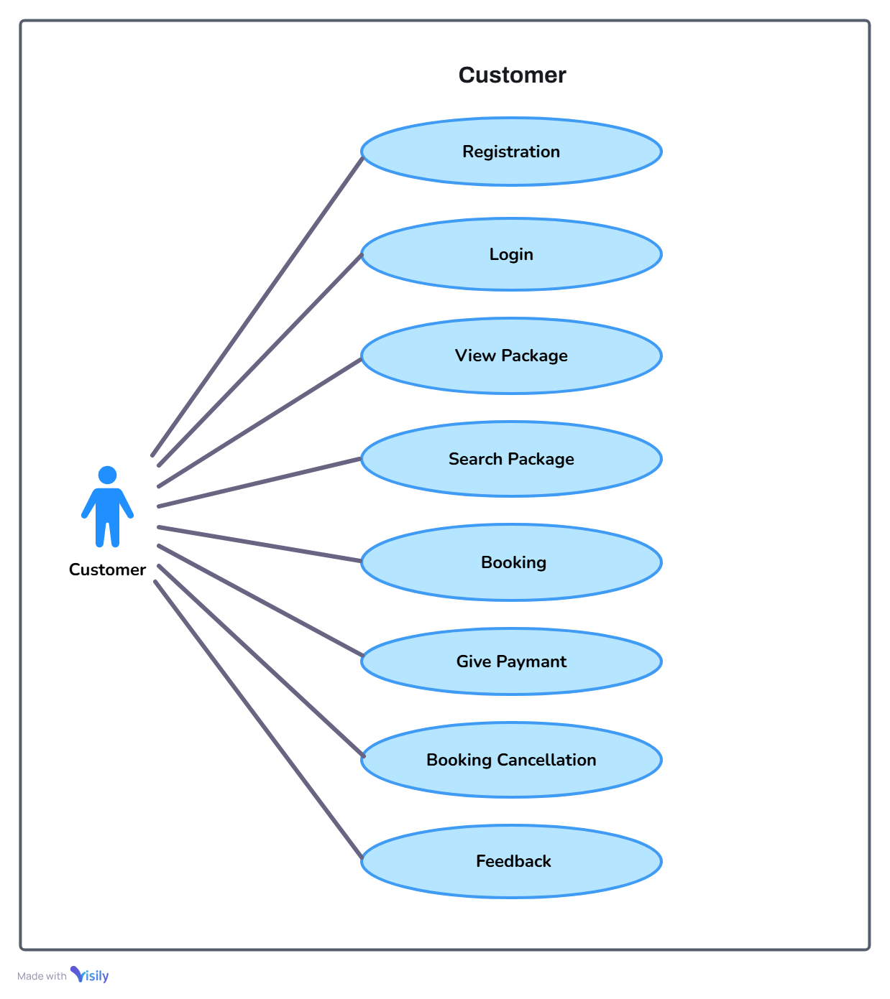 Customer
Registration
Login
View Package
Search Package
Booking
Customer
Give Paymant
Booking Cancellation
Feedback
Made with Visily